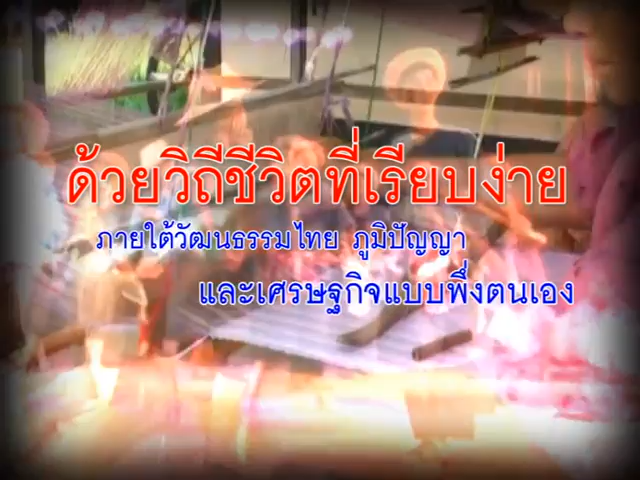 ด้วยวิถีชีวิตที่เรียบง่าย
ภายใต้วัฒนธรรมไทย ภูมิปัญญา
และเศรษฐกิจแบบพึ่งตนเอง